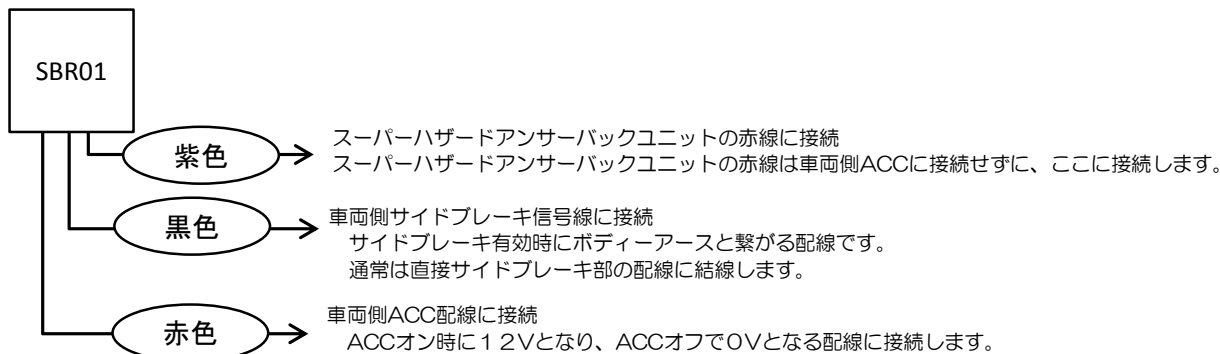 SBR01
紫色
スーパーハザードアンサーバックユニットの赤線に接続
スーパーハザードアンサーバックユニットの赤線は車両側ACCに接続せずに、ここに接続します。
黒色
車両側サイドブレーキ信号線に接続
サイドブレーキ有効時にボディーアースと繋がる配線です。
通常は直接サイドブレーキ部の配線に結線します。
赤色
車両側ACC配線に接続
ACCオン時に12Vとなり、ACCオフで0Vとなる配線に接続します。